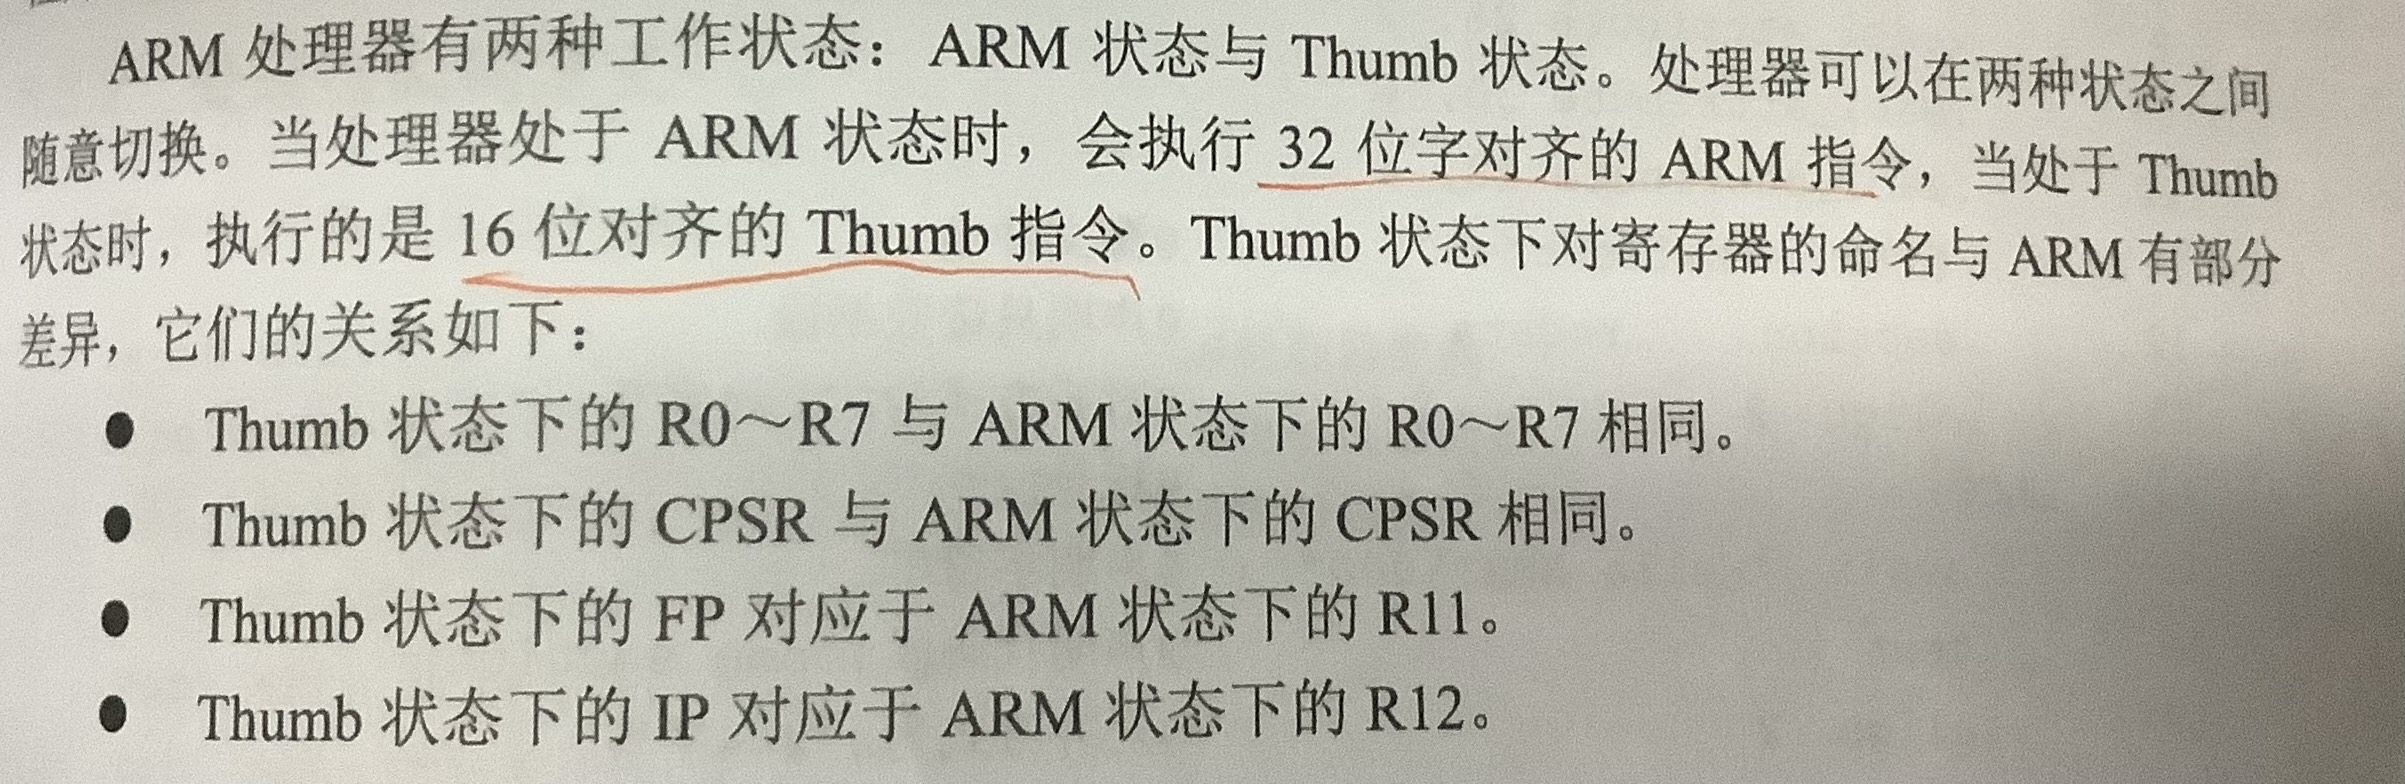 ARM 处理器有两种工作状态：ARM 状态与 Thumb 状态。处理器可以在两种状态之间
随意切换。当处理器处于 ARM 状态时，会执行 32 位字对齐的 ARM 指令，当处于 Thumb
状态时，执行的是 16 位对齐的 Thumb 指令。Thumb 状态下对寄存器的命名与 ARM 有部分
差异，它们的关系如下：
● Thumb 状态下的 R0～R7 与 ARM 状态下的 R0～R7 相同。
● Thumb 状态下的 CPSR 与 ARM 状态下的 CPSR 相同。
● Thumb 状态下的 FP 对应于 ARM 状态下的 R11。
● Thumb 状态下的 IP 对应于 ARM 状态下的 R12。